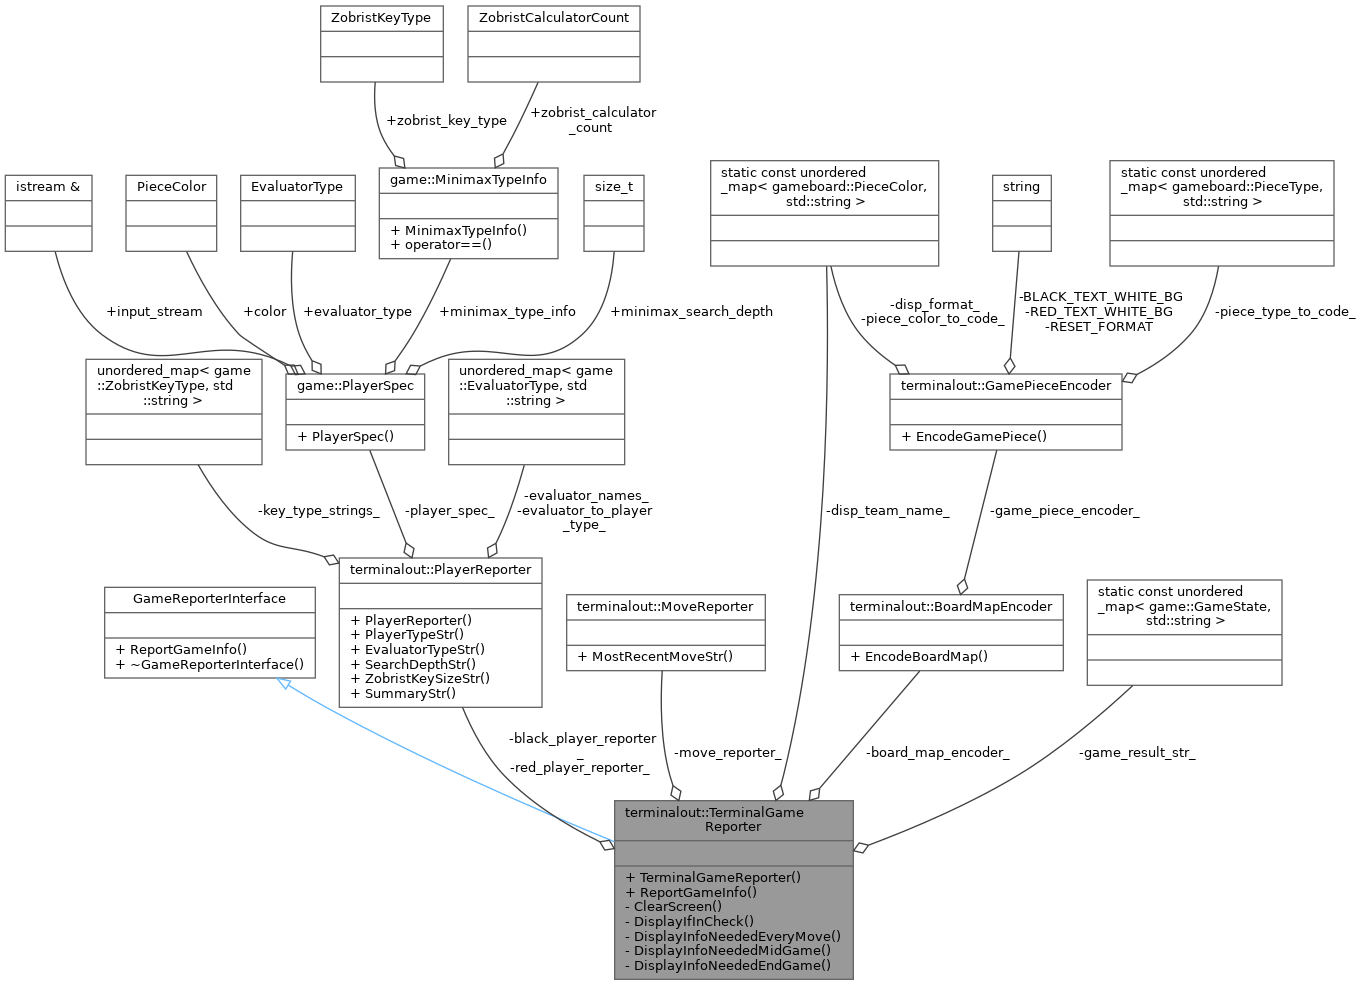 ZobristKeyType
ZobristCalculatorCount
+zobrist_key_type
+zobrist_calculator
_count
istream &
PieceColor
EvaluatorType
game::MinimaxTypeInfo
+ MinimaxTypeInfo()
+ operator==()
size_t
static const unordered
_map< gameboard::PieceColor,
std::string >
string
static const unordered
_map< gameboard::PieceType,
std::string >
+input_stream
+color
+evaluator_type
+minimax_type_info
+minimax_search_depth
-disp_format_
-piece_color_to_code_
-BLACK_TEXT_WHITE_BG
-RED_TEXT_WHITE_BG
-RESET_FORMAT
-piece_type_to_code_
unordered_map< game
::ZobristKeyType, std
::string >
game::PlayerSpec
+ PlayerSpec()
unordered_map< game
::EvaluatorType, std
::string >
terminalout::GamePieceEncoder
+ EncodeGamePiece()
-key_type_strings_
-player_spec_
-evaluator_names_
-evaluator_to_player
_type_
-disp_team_name_
-game_piece_encoder_
GameReporterInterface
+ ReportGameInfo()
+ ~GameReporterInterface()
terminalout::PlayerReporter
+ PlayerReporter()
+ PlayerTypeStr()
+ EvaluatorTypeStr()
+ SearchDepthStr()
+ ZobristKeySizeStr()
+ SummaryStr()
terminalout::MoveReporter
+ MostRecentMoveStr()
terminalout::BoardMapEncoder
+ EncodeBoardMap()
static const unordered
_map< game::GameState,
std::string >
-black_player_reporter
_
-red_player_reporter_
-move_reporter_
-board_map_encoder_
-game_result_str_
terminalout::TerminalGame
Reporter
+ TerminalGameReporter()
+ ReportGameInfo()
- ClearScreen()
- DisplayIfInCheck()
- DisplayInfoNeededEveryMove()
- DisplayInfoNeededMidGame()
- DisplayInfoNeededEndGame()